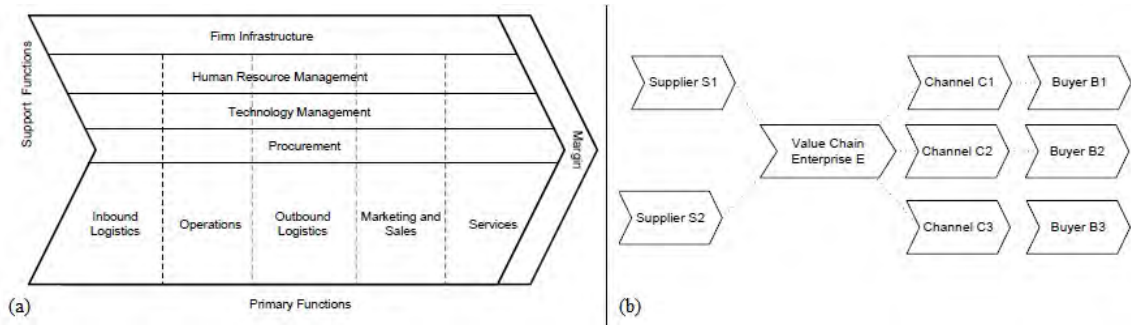 Support Functions
Firm Infrastructure
Human Resource Management
Technology Management
Procurement
Margin
Inbound
Logistics
Operations
Outbound
Logistics
Marketing and
Sales
Services
(a)
Primary Functions
Supplier S1
Supplier S2
Value Chain
Enterprise E
Channel C1
Buyer B1
Channel C2
Buyer B2
Channel C3
Buyer B3
(b)